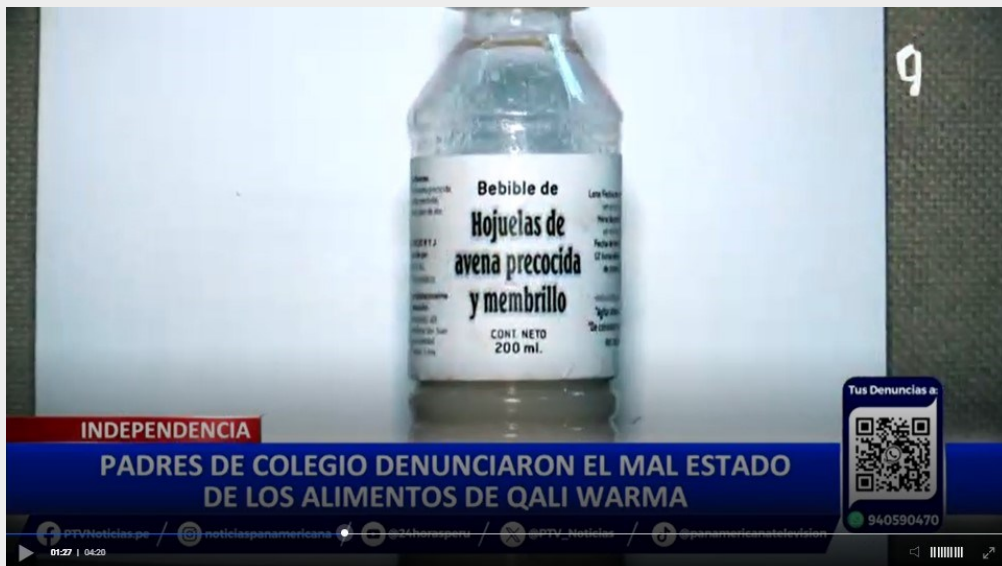 Bebible de
Hojuelas de
avena precocida
y membrillo
CONT. NETO
200 ml.
Tus Denuncias a:
INDEPENDENCIA
PADRES DE COLEGIO DENUNCIARON EL MAL ESTADO
DE LOS ALIMENTOS DE QALI WARMA
940590470
PTVNoticias.pe / noticiaspanamericana / @24horasperu / @PTV_Noticias / @panamericanatelevision
01:27 | 04:20